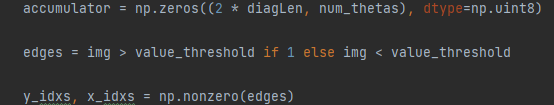 accumulator = np.zeros((2 * diagLen, num_thetas), dtype=np.uint8)
edges = img > value_threshold if 1 else img < value_threshold
y_idxs, x_idxs = np.nonzero(edges)